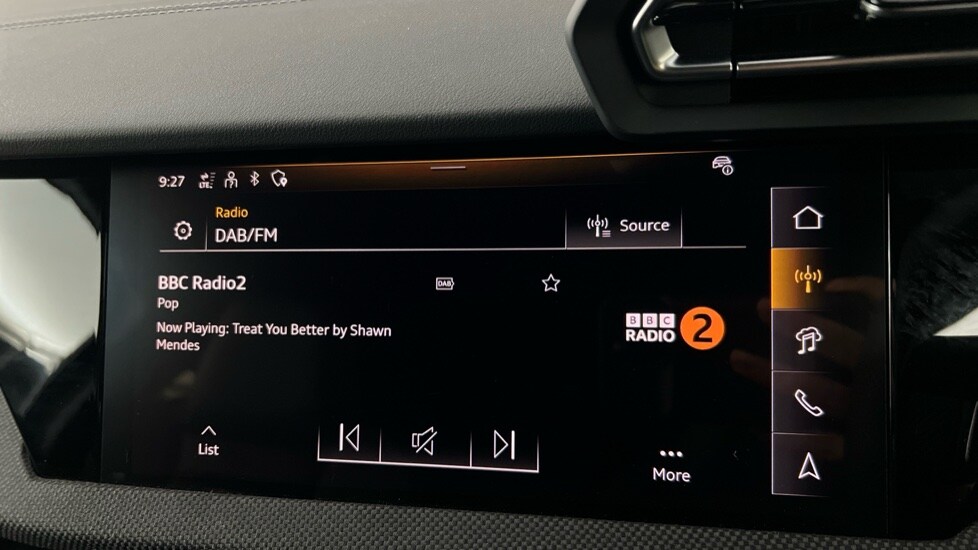 9:27 LTE
Radio
DAB/FM
Source
BBC Radio2
DAB
Pop
Now Playing: Treat You Better by Shawn
Mendes
BBC
RADIO 2
List
More